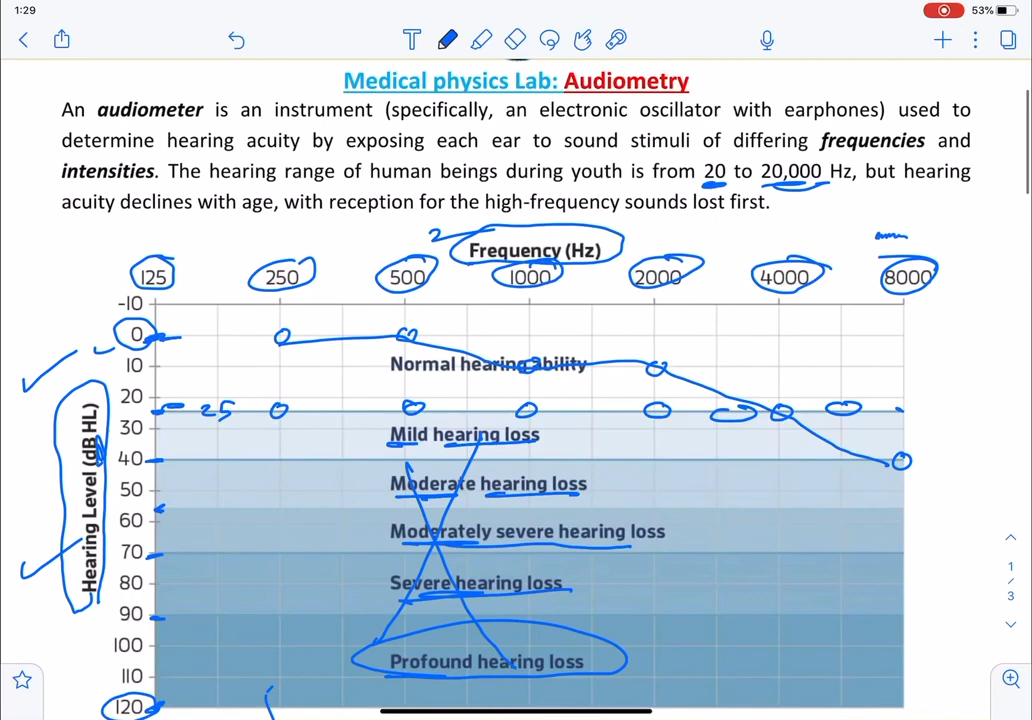 1:29
53%
T
Medical physics Lab: Audiometry
An audiometer is an instrument (specifically, an electronic oscillator with earphones) used to
determine hearing acuity by exposing each ear to sound stimuli of differing frequencies and
intensities. The hearing range of human beings during youth is from 20 to 20,000 Hz, but hearing
acuity declines with age, with reception for the high-frequency sounds lost first.
2
Frequency (Hz)
125 250 500 1000 2000 4000 8000
-10
0
10
Normal hearing ability
20
25
30
Mild hearing loss
40
Moderate hearing loss
50
60
Moderately severe hearing loss
70
80
Severe hearing loss
90
100
Profound hearing loss
110
120
Hearing Level (dB HL)
1
/
3